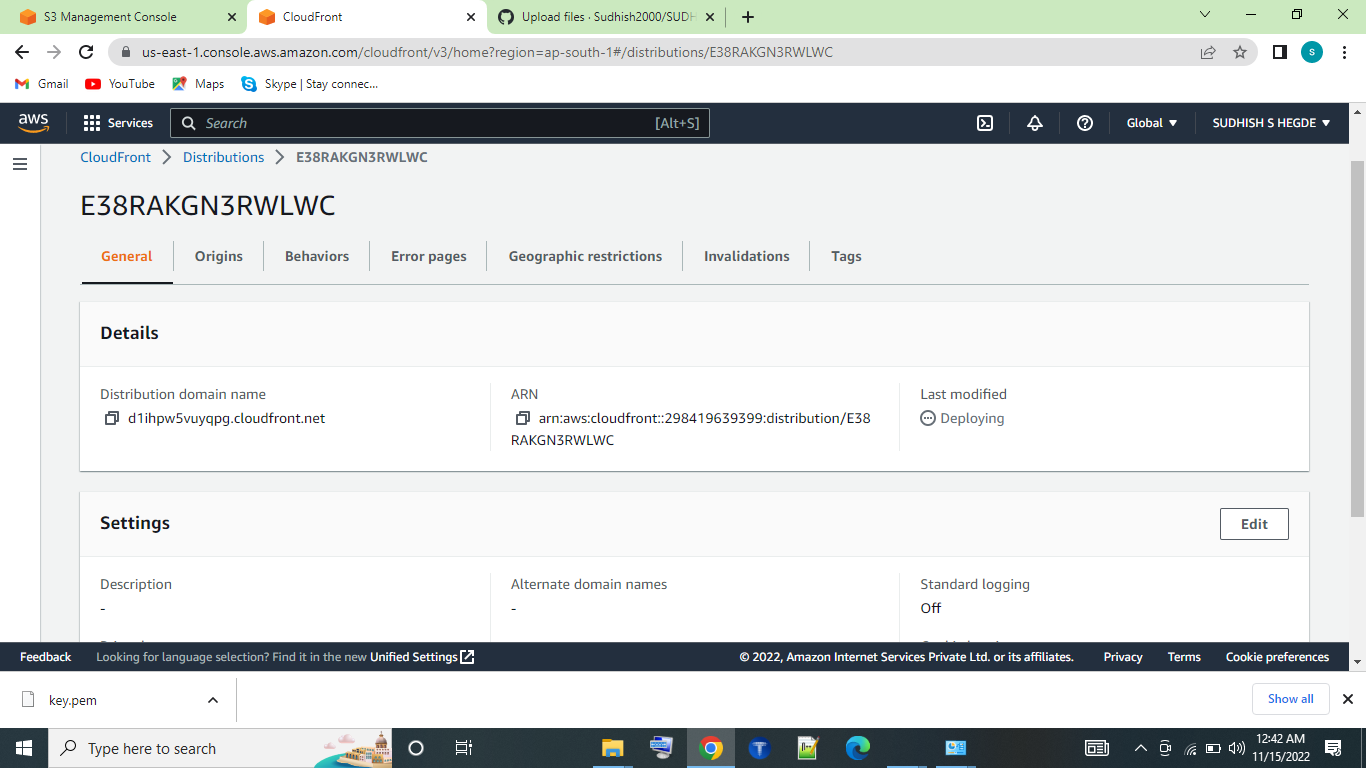 S3 Management Console
CloudFront
Upload files · Sudhish2000/SUDH
us-east-1.console.aws.amazon.com/cloudfront/v3/home?region=ap-south-1#/distributions/E38RAKGN3RWLWC
S
Gmail
YouTube
Maps
Skype | Stay connec...
aws
Services
Search
[Alt+S]
Global
SUDHISH S HEGDE
CloudFront
Distributions
E38RAKGN3RWLWC
E38RAKGN3RWLWC
General
Origins
Behaviors
Error pages
Geographic restrictions
Invalidations
Tags
Details
Distribution domain name
d1ihpw5vuyqpg.cloudfront.net
ARN
arn:aws:cloudfront::298419639399:distribution/E38
RAKGN3RWLWC
Last modified
Deploying
Settings
Edit
Description
-
Alternate domain names
-
Standard logging
Off
Feedback
Looking for language selection? Find it in the new Unified Settings
© 2022, Amazon Internet Services Private Ltd. or its affiliates.
Privacy
Terms
Cookie preferences
key.pem
Show all
Type here to search
12:42 AM
11/15/2022